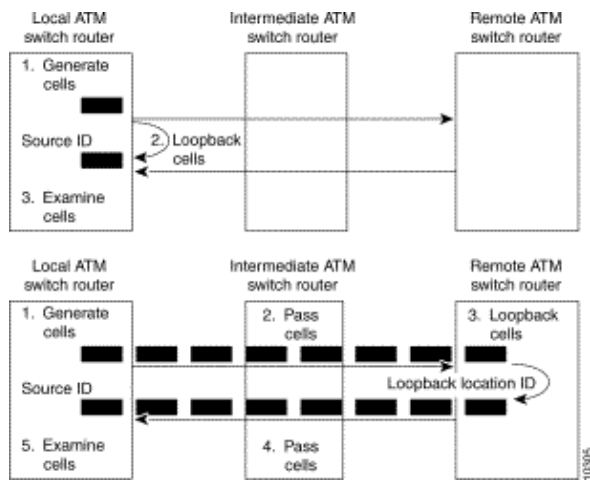 Local ATM
switch router
Intermediate ATM
switch router
Remote ATM
switch router
1. Generate
cells
Source ID
2. Loopback
cells
3. Examine
cells
Local ATM
switch router
Intermediate ATM
switch router
Remote ATM
switch router
1. Generate
cells
2. Pass
cells
3. Loopback
cells
Loopback location ID
Source ID
5. Examine
cells
4. Pass
cells
10305